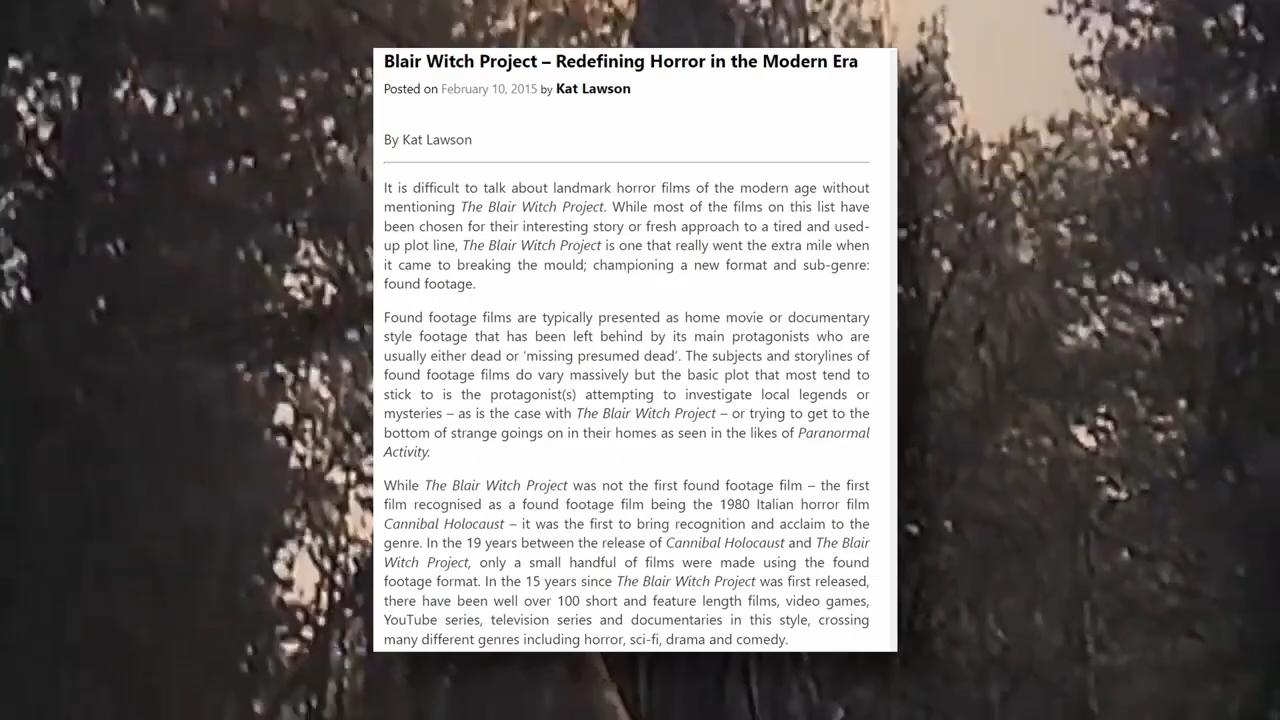 Blair Witch Project – Redefining Horror in the Modern Era
Posted on February 10, 2015 by Kat Lawson
By Kat Lawson
It is difficult to talk about landmark horror films of the modern age without
mentioning The Blair Witch Project. While most of the films on this list have
been chosen for their interesting story or fresh approach to a tired and used-
up plot line, The Blair Witch Project is one that really went the extra mile when
it came to breaking the mould; championing a new format and sub-genre:
found footage.
Found footage films are typically presented as home movie or documentary
style footage that has been left behind by its main protagonists who are
usually either dead or ‘missing presumed dead’. The subjects and storylines of
found footage films do vary massively but the basic plot that most tend to
stick to is the protagonist(s) attempting to investigate local legends or
mysteries – as is the case with The Blair Witch Project – or trying to get to the
bottom of strange goings on in their homes as seen in the likes of Paranormal
Activity.
While The Blair Witch Project was not the first found footage film – the first
film recognised as a found footage film being the 1980 Italian horror film
Cannibal Holocaust – it was the first to bring recognition and acclaim to the
genre. In the 19 years between the release of Cannibal Holocaust and The Blair
Witch Project, only a small handful of films were made using the found
footage format. In the 15 years since The Blair Witch Project was first released,
there have been well over 100 short and feature length films, video games,
YouTube series, television series and documentaries in this style, crossing
many different genres including horror, sci-fi, drama and comedy.